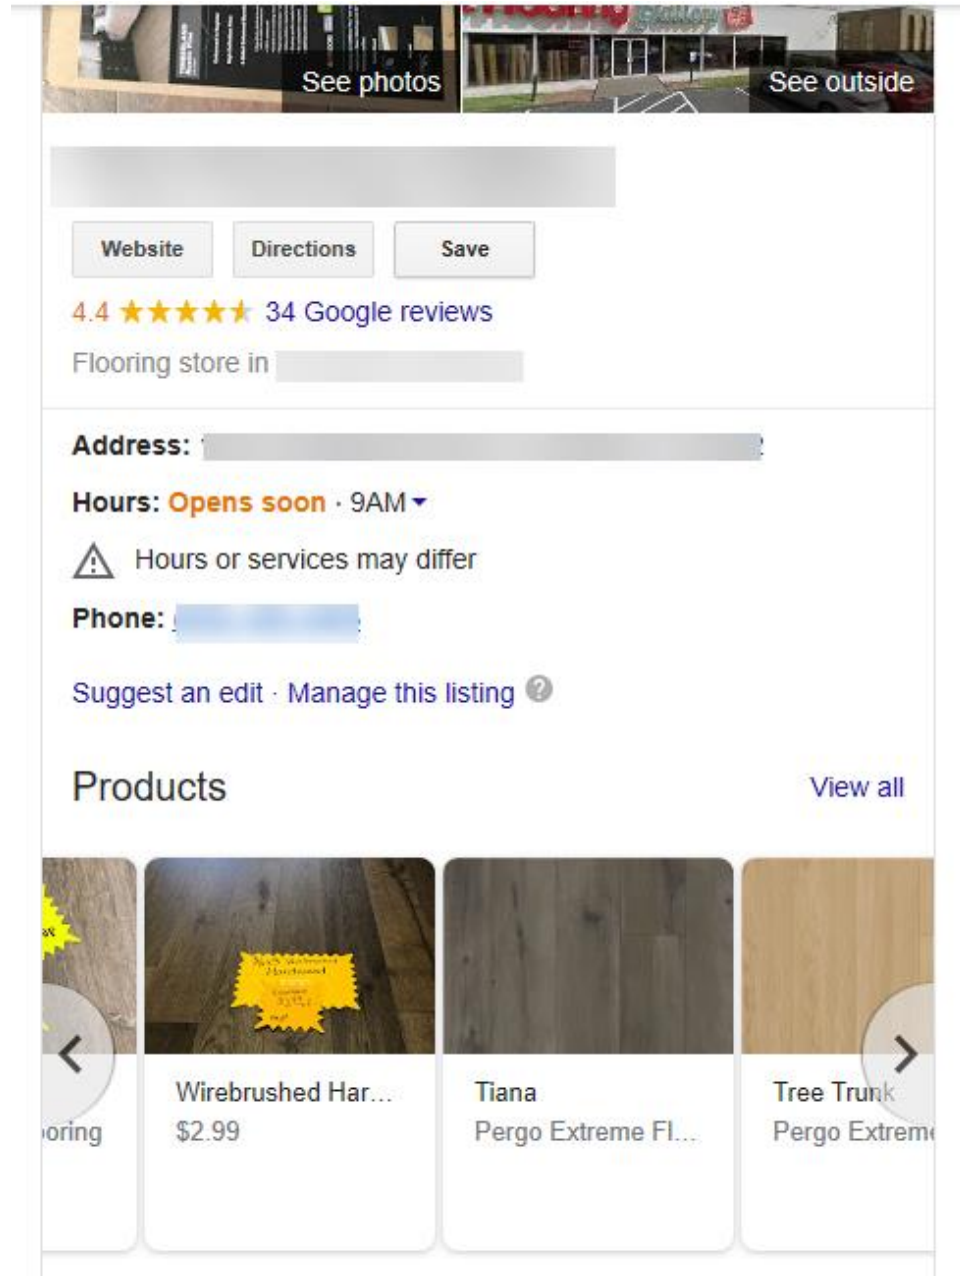 See photos
See outside
Website
Directions
Save
4.4
34 Google reviews
Flooring store in
Address:
Hours: Opens soon · 9AM
Hours or services may differ
Phone:
Suggest an edit · Manage this listing ?
Products
View all
Wirebrushed Har...
$2.99
Tiana
Pergo Extreme Fl...
Tree Trunk
Pergo Extreme
oring